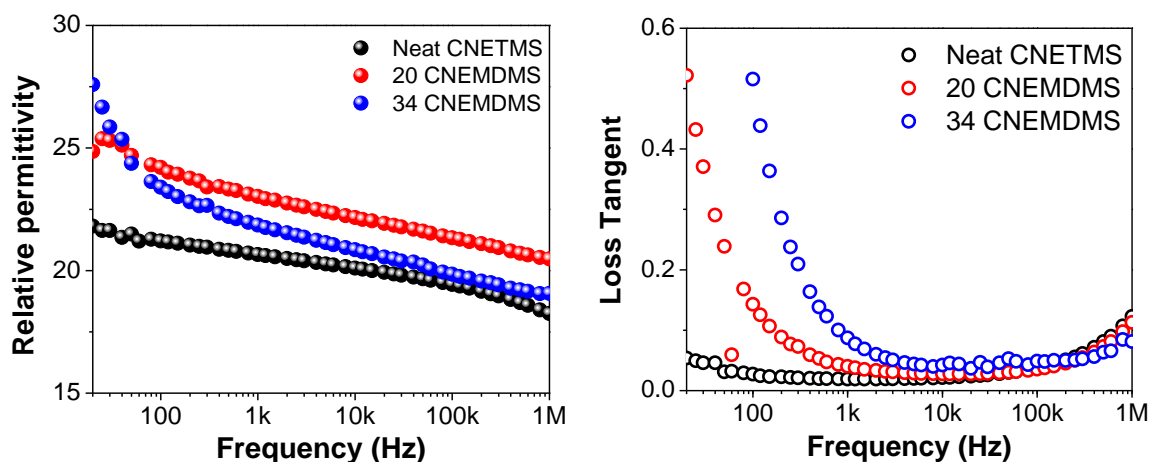 30
25
20
15
Relative permittivity
Neat CNETMS
20 CNEMDMS
34 CNEMDMS
100
1k
10k
100k
1M
Frequency (Hz)
0.6
0.4
0.2
0.0
Loss Tangent
Neat CNETMS
20 CNEMDMS
34 CNEMDMS
100
1k
10k
100k
1M
Frequency (Hz)